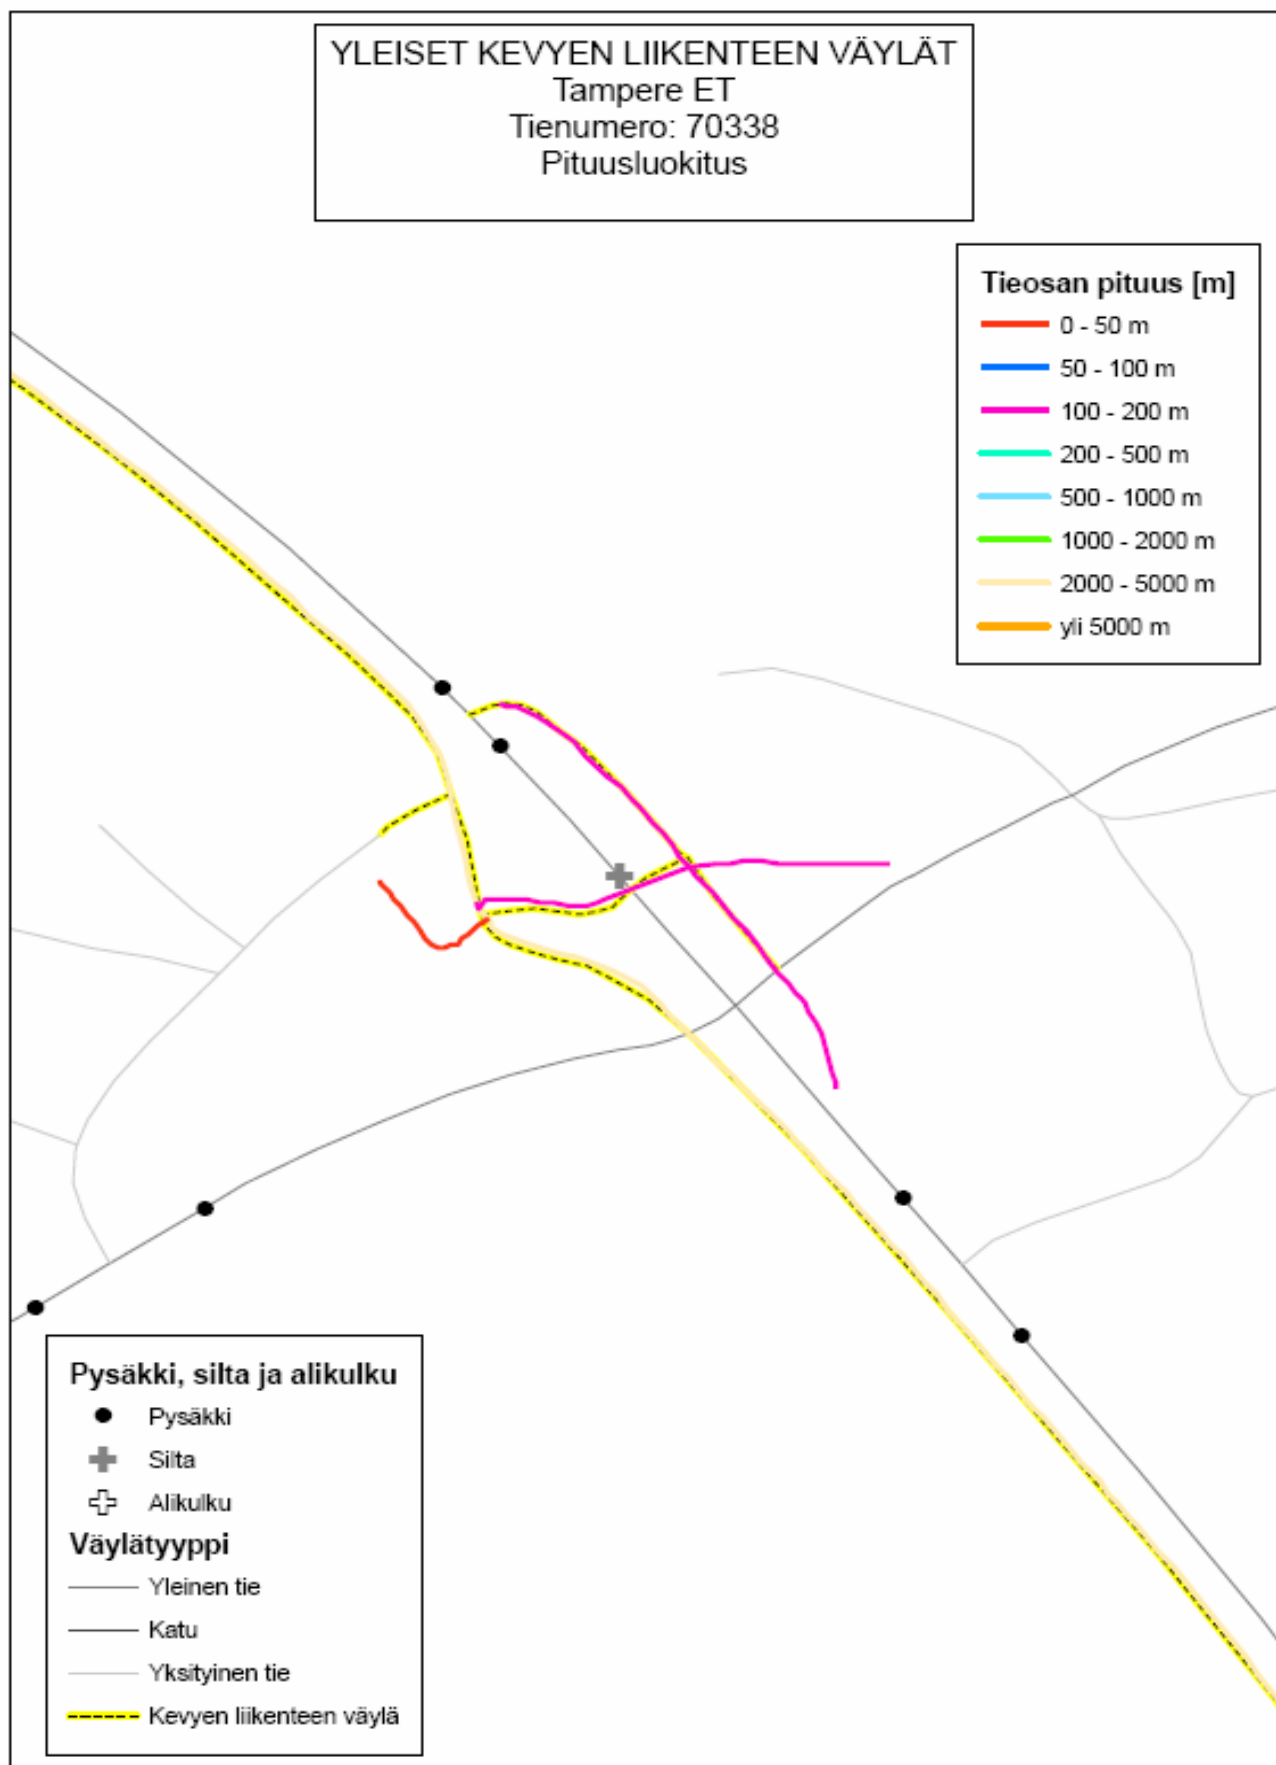 YLEISET KEVYEN LIIKENTEEN VÄYLÄT
Tampere ET
Tienumero: 70338
Pituusluokitus
Tieosan pituus [m]
0 - 50 m
50 - 100 m
100 - 200 m
200 - 500 m
500 - 1000 m
1000 - 2000 m
2000 - 5000 m
yli 5000 m
Pysäkki, silta ja alikulku
Pysäkki
Silta
Alikulku
Väylätyyppi
Yleinen tie
Katu
Yksityinen tie
Kevyen liikenteen väylä